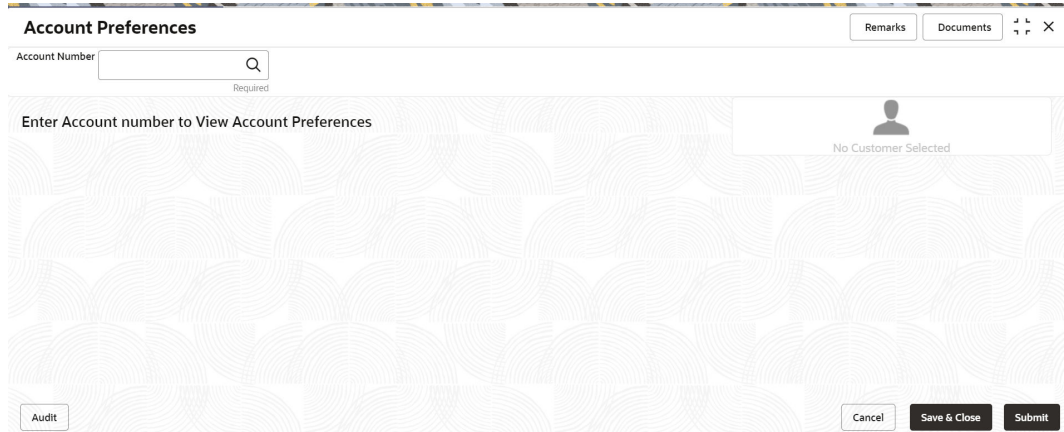 Account Preferences
Remarks
Documents
Account Number
Required
Enter Account number to View Account Preferences
No Customer Selected
Audit
Cancel
Save & Close
Submit